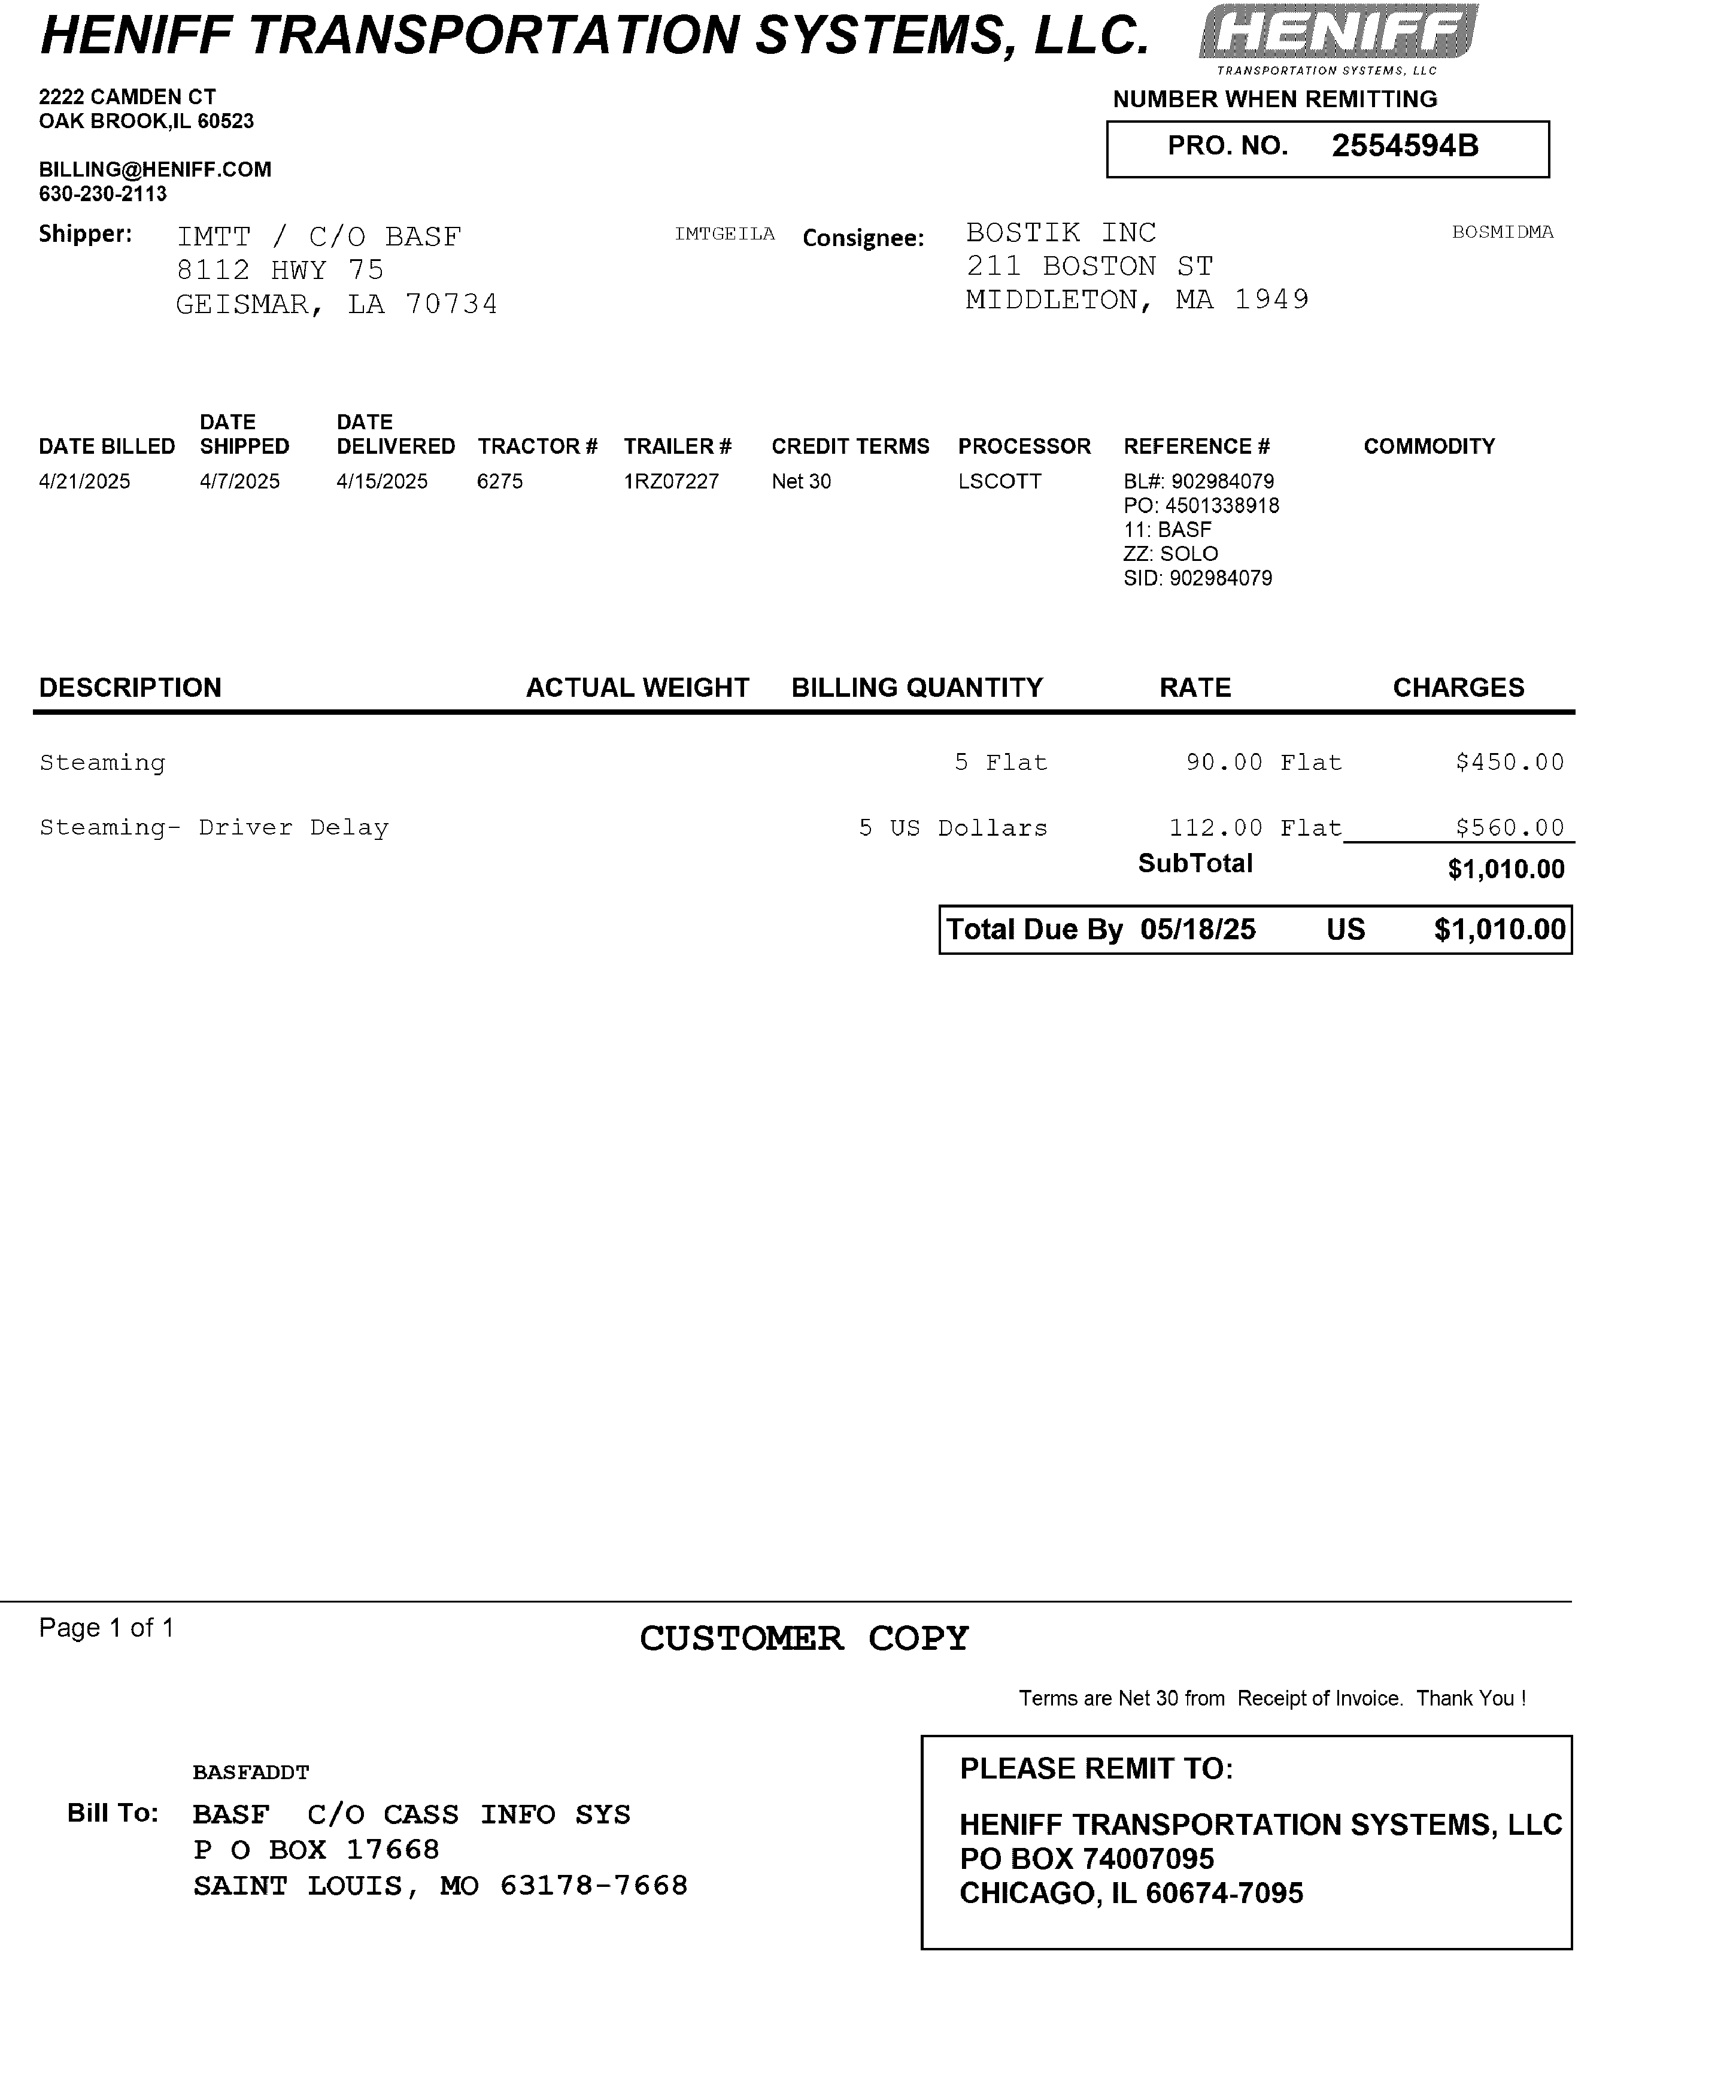 HENIFF TRANSPORTATION SYSTEMS, LLC.
HENIFF
TRANSPORTATION SYSTEMS, LLC
2222 CAMDEN CT
OAK BROOK,IL 60523
BILLING@HENIFF.COM
630-230-2113
NUMBER WHEN REMITTING
PRO. NO. 2554594B
Shipper: IMTT / C/O BASF IMTGEILA
8112 HWY 75
GEISMAR, LA 70734
Consignee: BOSTIK INC BOSMIDMA
211 BOSTON ST
MIDDLETON, MA 1949
DATE BILLED DATE SHIPPED DATE DELIVERED TRACTOR # TRAILER # CREDIT TERMS PROCESSOR REFERENCE # COMMODITY
4/21/2025 4/7/2025 4/15/2025 6275 1RZ07227 Net 30 LSCOTT BL#: 902984079
PO: 4501338918
11: BASF
ZZ: SOLO
SID: 902984079
DESCRIPTION ACTUAL WEIGHT BILLING QUANTITY RATE CHARGES
Steaming 5 Flat 90.00 Flat $450.00
Steaming- Driver Delay 5 US Dollars 112.00 Flat $560.00
SubTotal $1,010.00
Total Due By 05/18/25 US $1,010.00
Page 1 of 1
CUSTOMER COPY
Terms are Net 30 from Receipt of Invoice. Thank You !
BASFADDT
Bill To: BASF C/O CASS INFO SYS
P O BOX 17668
SAINT LOUIS, MO 63178-7668
PLEASE REMIT TO:
HENIFF TRANSPORTATION SYSTEMS, LLC
PO BOX 74007095
CHICAGO, IL 60674-7095